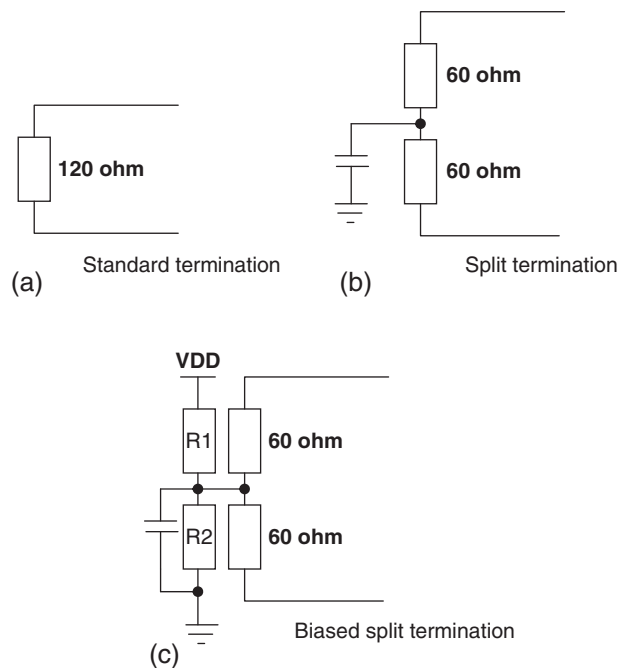 60 ohm
120 ohm
60 ohm
Standard termination
Split termination
(a)
(b)
VDD
R1
60 ohm
R2
60 ohm
Biased split termination
(c)